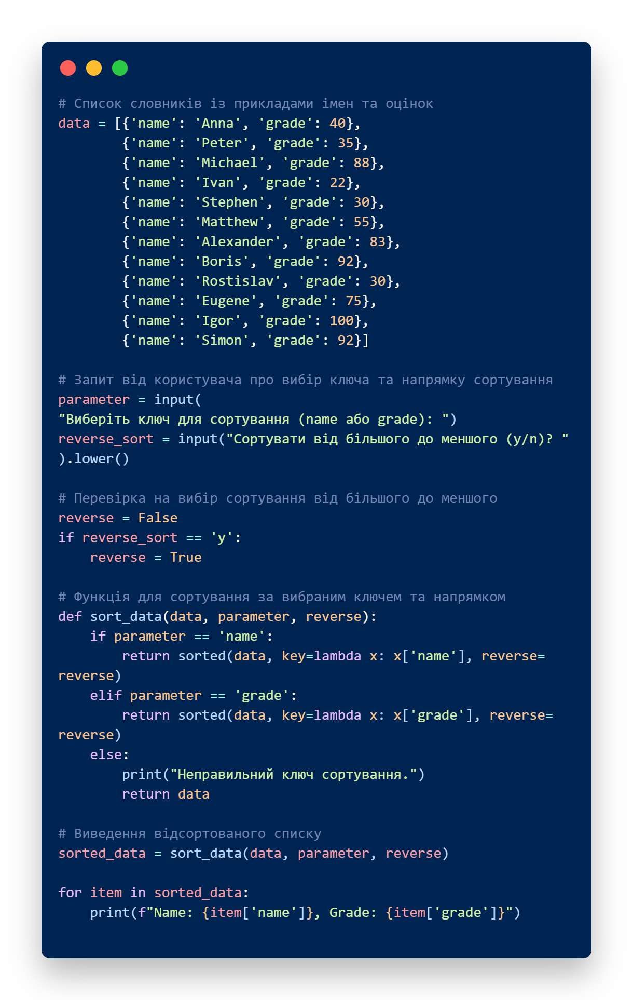 # Список словників із прикладами імен та оцінок
data = [{'name': 'Anna', 'grade': 40},
        {'name': 'Peter', 'grade': 35},
        {'name': 'Michael', 'grade': 88},
        {'name': 'Ivan', 'grade': 22},
        {'name': 'Stephen', 'grade': 30},
        {'name': 'Matthew', 'grade': 55},
        {'name': 'Alexander', 'grade': 83},
        {'name': 'Boris', 'grade': 92},
        {'name': 'Rostislav', 'grade': 30},
        {'name': 'Eugene', 'grade': 75},
        {'name': 'Igor', 'grade': 100},
        {'name': 'Simon', 'grade': 92}]

# Запит від користувача про вибір ключа та напрямку сортування
parameter = input(
"Виберіть ключ для сортування (name або grade): ")
reverse_sort = input("Сортувати від більшого до меншого (y/n)? "
).lower()

# Перевірка на вибір сортування від більшого до меншого
reverse = False
if reverse_sort == 'y':
    reverse = True

# Функція для сортування за вибраним ключем та напрямком
def sort_data(data, parameter, reverse):
    if parameter == 'name':
        return sorted(data, key=lambda x: x['name'], reverse=
reverse)
    elif parameter == 'grade':
        return sorted(data, key=lambda x: x['grade'], reverse=
reverse)
    else:
        print("Неправильний ключ сортування.")
        return data

# Виведення відсортованого списку
sorted_data = sort_data(data, parameter, reverse)

for item in sorted_data:
    print(f"Name: {item['name']}, Grade: {item['grade']}")